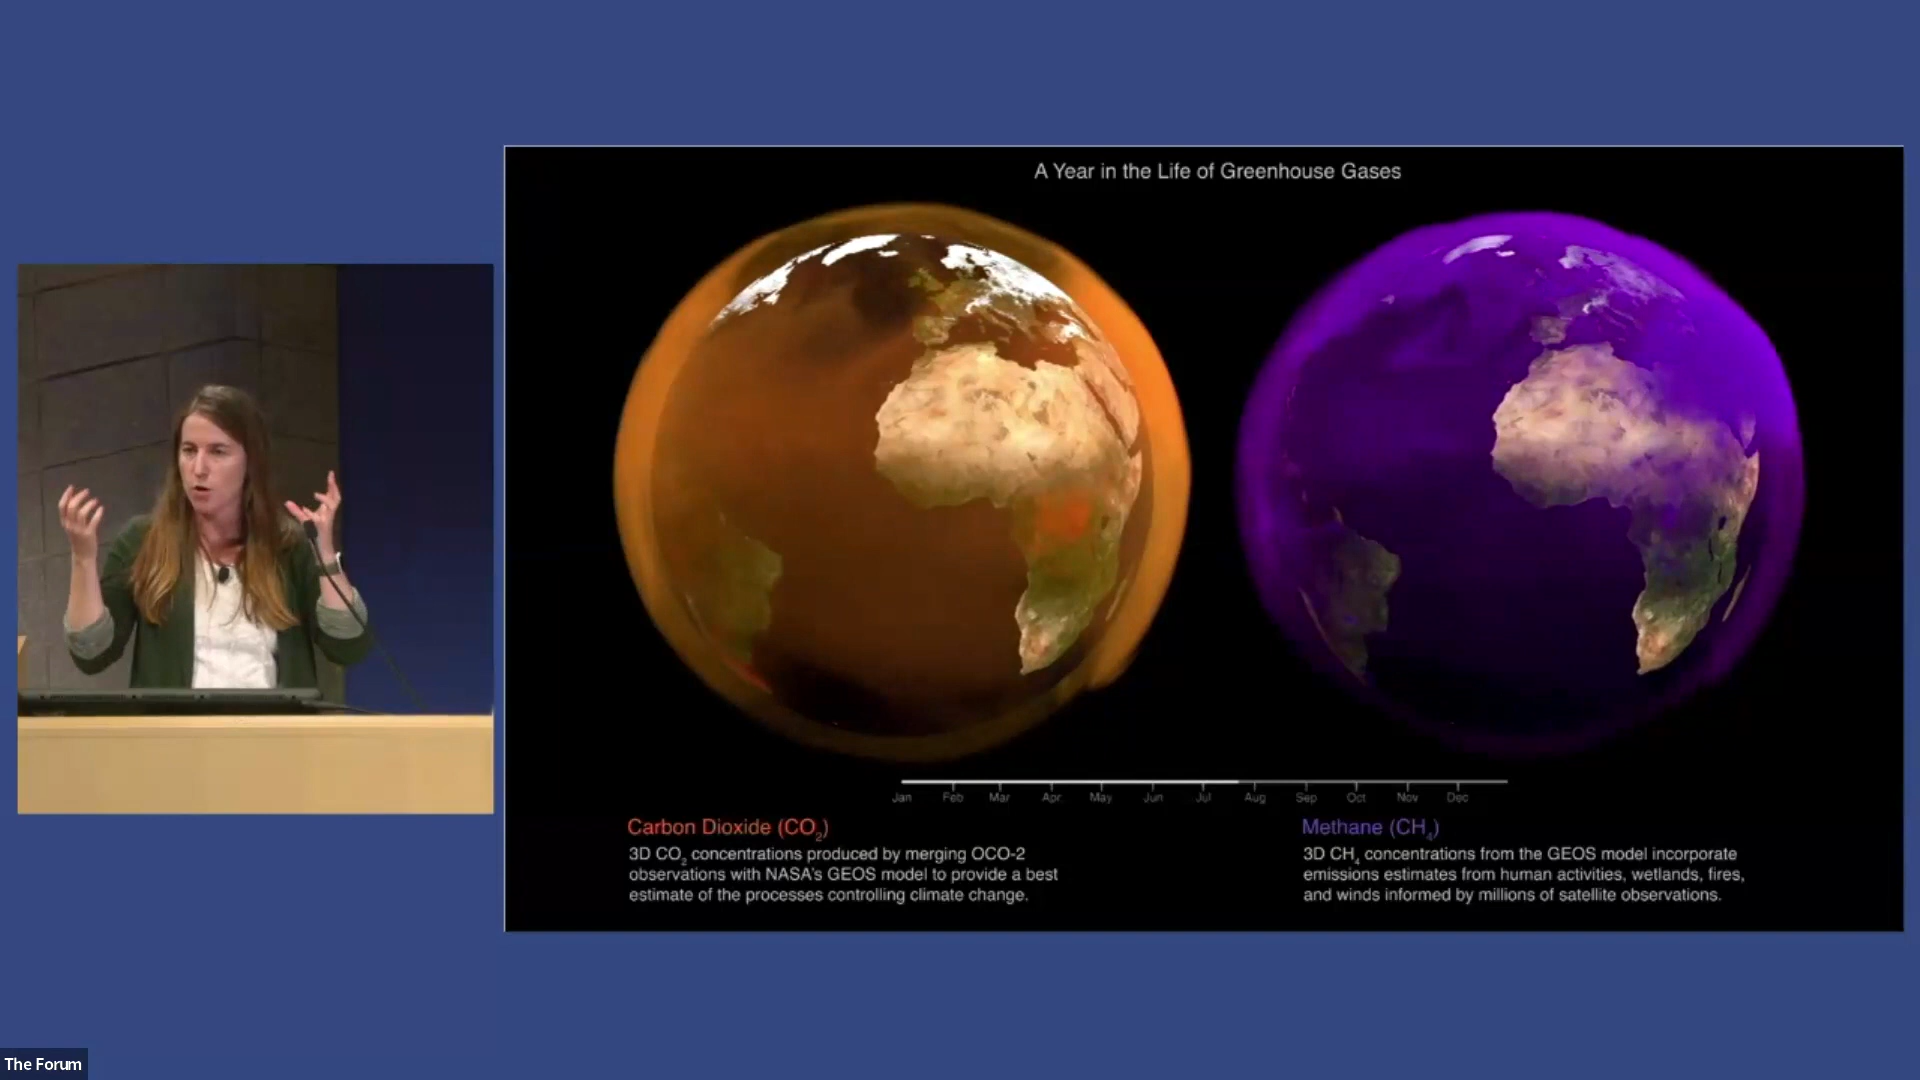 A Year in the Life of Greenhouse Gases
Jan Feb Mar Apr May Jun Jul Aug Sep Oct Nov Dec
Carbon Dioxide (CO₂)
3D CO₂ concentrations produced by merging OCO-2
observations with NASA's GEOS model to provide a best
estimate of the processes controlling climate change.
Methane (CH₄)
3D CH₄ concentrations from the GEOS model incorporate
emissions estimates from human activities, wetlands, fires,
and winds informed by millions of satellite observations.
The Forum